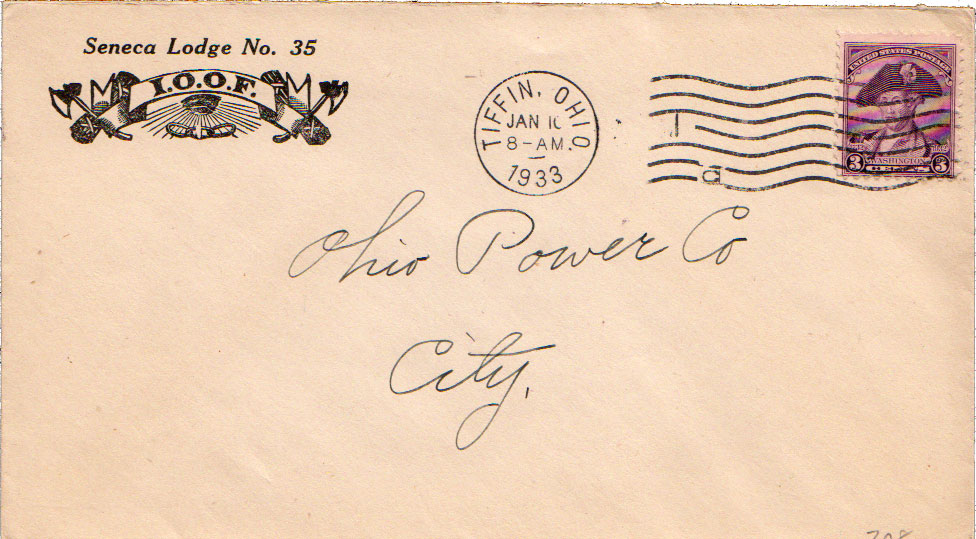 Seneca Lodge No. 35
I.O.O.F.
TIFFIN, OHIO
JAN 10
8-AM.
1933
UNITED STATES POSTAGE
WASHINGTON
3 CENTS 3
Ohio Power Co
City.